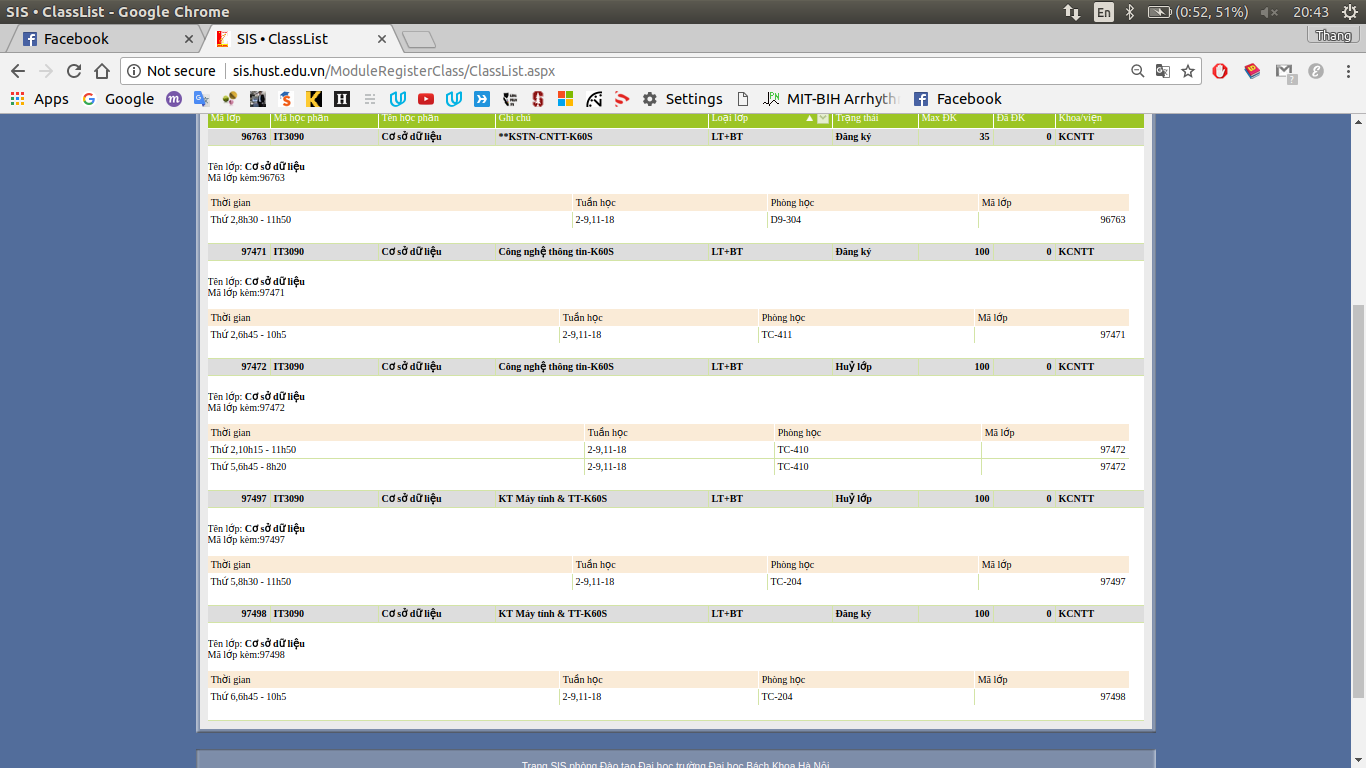 SIS • ClassList - Google Chrome En (0:52, 51%) 20:43
Facebook SIS • ClassList Thang
Not secure sis.hust.edu.vn/ModuleRegisterClass/ClassList.aspx
Apps Google Settings MIT-BIH Arrhyth Facebook
Mã lớp Mã học phần Tên học phần Ghi chú Loại lớp Trạng thái Max ĐK Đã ĐK Khoa/viện
96763 IT3090 Cơ sở dữ liệu **KSTN-CNTT-K60S LT+BT Đăng ký 35 0 KCNTT
Tên lớp: Cơ sở dữ liệu
Mã lớp kèm:96763
Thời gian Tuần học Phòng học Mã lớp
Thứ 2,8h30 - 11h50 2-9,11-18 D9-304 96763
97471 IT3090 Cơ sở dữ liệu Công nghệ thông tin-K60S LT+BT Đăng ký 100 0 KCNTT
Tên lớp: Cơ sở dữ liệu
Mã lớp kèm:97471
Thời gian Tuần học Phòng học Mã lớp
Thứ 2,6h45 - 10h5 2-9,11-18 TC-411 97471
97472 IT3090 Cơ sở dữ liệu Công nghệ thông tin-K60S LT+BT Huỷ lớp 100 0 KCNTT
Tên lớp: Cơ sở dữ liệu
Mã lớp kèm:97472
Thời gian Tuần học Phòng học Mã lớp
Thứ 2,10h15 - 11h50 2-9,11-18 TC-410 97472
Thứ 5,6h45 - 8h20 2-9,11-18 TC-410 97472
97497 IT3090 Cơ sở dữ liệu KT Máy tính & TT-K60S LT+BT Huỷ lớp 100 0 KCNTT
Tên lớp: Cơ sở dữ liệu
Mã lớp kèm:97497
Thời gian Tuần học Phòng học Mã lớp
Thứ 5,8h30 - 11h50 2-9,11-18 TC-204 97497
97498 IT3090 Cơ sở dữ liệu KT Máy tính & TT-K60S LT+BT Đăng ký 100 0 KCNTT
Tên lớp: Cơ sở dữ liệu
Mã lớp kèm:97498
Thời gian Tuần học Phòng học Mã lớp
Thứ 6,6h45 - 10h5 2-9,11-18 TC-204 97498
Trang SIS phòng Đào tạo Đại học trường Đại học Bách Khoa Hà Nội